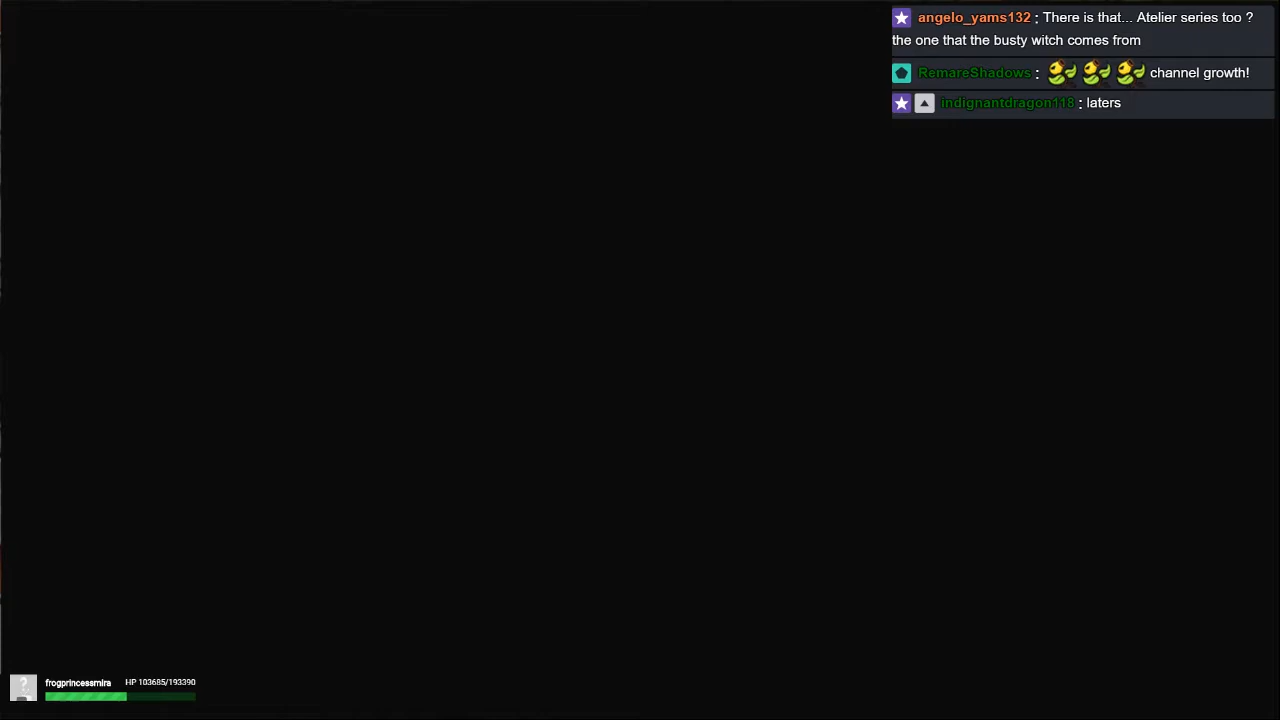 angelo_yams132 : There is that... Atelier series too ?
the one that the busty witch comes from
RemareShadows : channel growth!
indignantdragon118 : laters
frogprincessmira HP 103685/193390